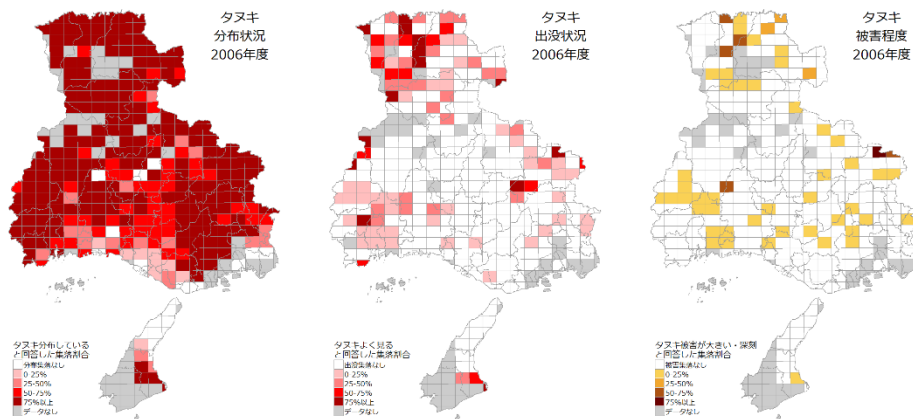 タヌキ
分布状況
2006年度
タヌキ分布している
と回答した集落割合
分布集落なし
0-25%
25-50%
50-75%
75%以上
データなし
タヌキ
出没状況
2006年度
タヌキよく見る
と回答した集落割合
出没集落なし
0-25%
25-50%
50-75%
75%以上
データなし
タヌキ
被害程度
2006年度
タヌキ被害が大きい・深刻
と回答した集落割合
被害集落なし
0-25%
25-50%
50-75%
75%以上
データなし